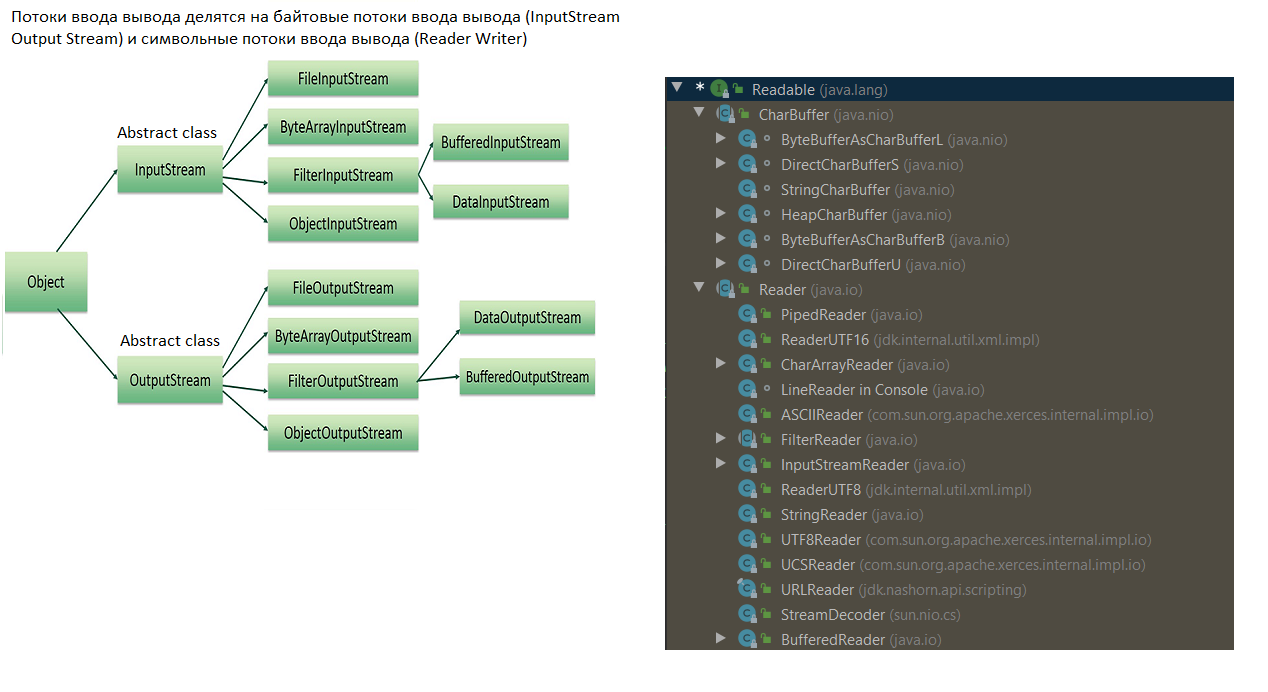 Потоки ввода вывода делятся на байтовые потоки ввода вывода (InputStream
Output Stream) и символьные потоки ввода вывода (Reader Writer)
FileInputStream
Abstract class
ByteArrayInputStream
BufferedInputStream
InputStream
FilterInputStream
DataInputStream
ObjectInputStream
Object
FileOutputStream
DataOutputStream
Abstract class
ByteArrayOutputStream
OutputStream
FilterOutputStream
BufferedOutputStream
ObjectOutputStream
* I Readable (java.lang)
C CharBuffer (java.nio)
C ByteBufferAsCharBufferL (java.nio)
C DirectCharBufferS (java.nio)
C StringCharBuffer (java.nio)
C HeapCharBuffer (java.nio)
C ByteBufferAsCharBufferB (java.nio)
C DirectCharBufferU (java.nio)
C Reader (java.io)
C PipedReader (java.io)
C ReaderUTF16 (jdk.internal.util.xml.impl)
C CharArrayReader (java.io)
C LineReader in Console (java.io)
C ASCIIReader (com.sun.org.apache.xerces.internal.impl.io)
C FilterReader (java.io)
C InputStreamReader (java.io)
C ReaderUTF8 (jdk.internal.util.xml.impl)
C StringReader (java.io)
C UTF8Reader (com.sun.org.apache.xerces.internal.impl.io)
C UCSReader (com.sun.org.apache.xerces.internal.impl.io)
C URLReader (jdk.nashorn.api.scripting)
C StreamDecoder (sun.nio.cs)
C BufferedReader (java.io)